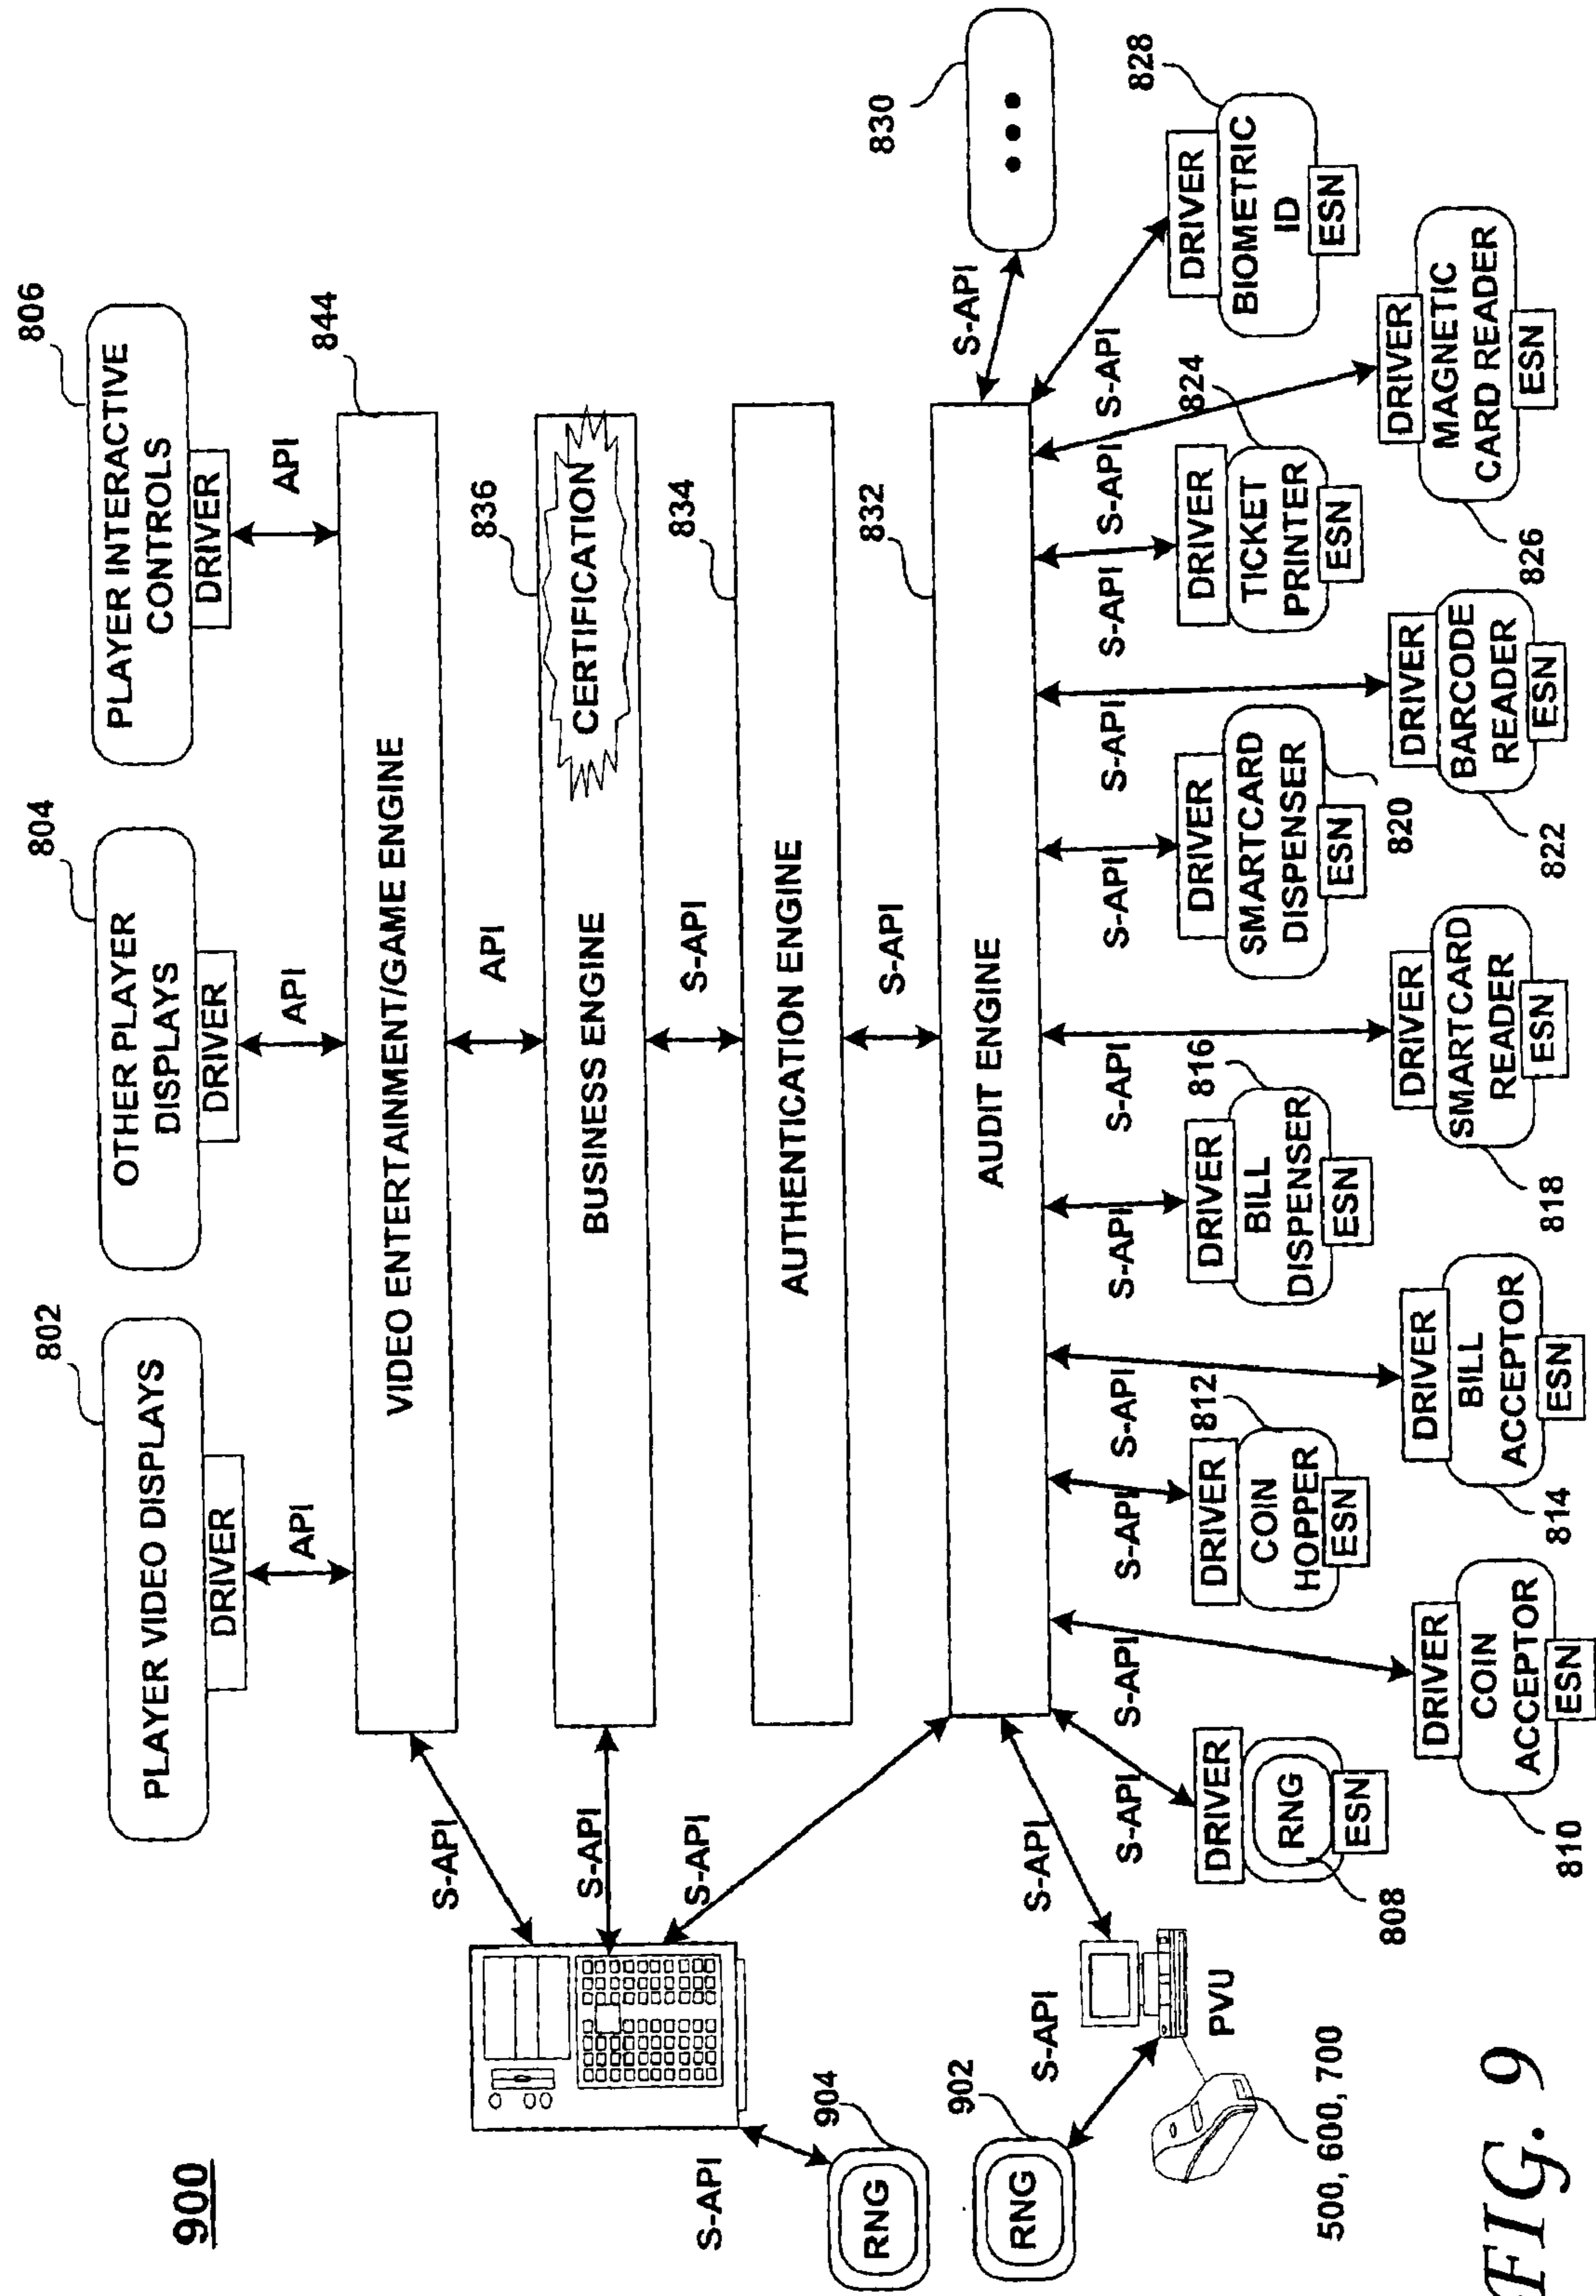 900
802
804
806
PLAYER VIDEO DISPLAYS
DRIVER
OTHER PLAYER
DISPLAYS
DRIVER
PLAYER INTERACTIVE
CONTROLS
DRIVER
API
API
API
844
VIDEO ENTERTAINMENT/GAME ENGINE
S-API
API
836
BUSINESS ENGINE
CERTIFICATION
S-API
S-API
834
AUTHENTICATION ENGINE
S-API
S-API
832
AUDIT ENGINE
S-API
904
RNG
902
RNG
S-API
S-API
PVU
500, 600, 700
S-API
830
S-API
S-API
S-API
S-API
S-API
S-API
S-API
S-API
S-API
S-API
S-API
DRIVER
RNG
ESN
808
DRIVER
COIN
ACCEPTOR
ESN
810
812
DRIVER
COIN
HOPPER
ESN
DRIVER
BILL
ACCEPTOR
ESN
814
816
DRIVER
BILL
DISPENSER
ESN
DRIVER
SMARTCARD
READER
ESN
818
DRIVER
SMARTCARD
DISPENSER
ESN
820
DRIVER
BARCODE
READER
ESN
822
824
DRIVER
TICKET
PRINTER
ESN
DRIVER
MAGNETIC
CARD READER
ESN
826
828
DRIVER
BIOMETRIC
ID
ESN
FIG. 9